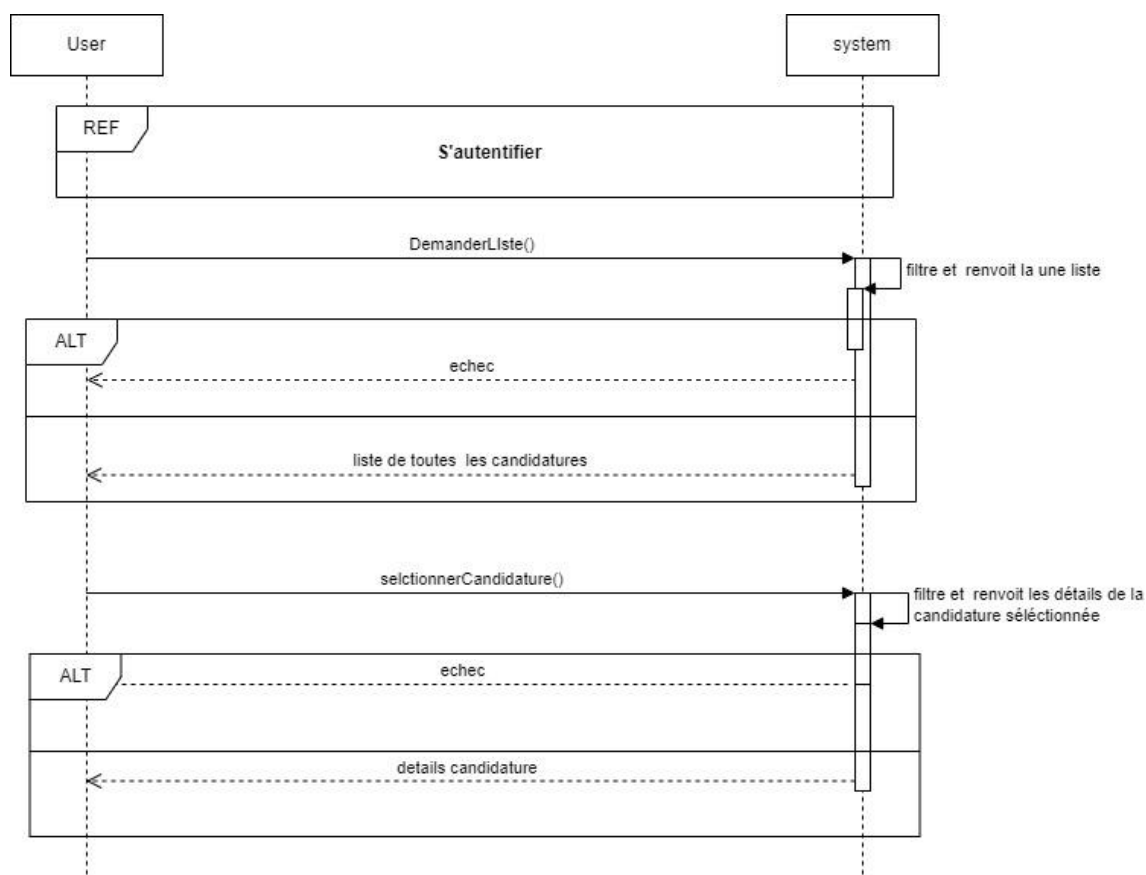 User
system
REF
S'autentifier
DemanderLIste()
filtre et renvoit la une liste
ALT
echec
liste de toutes les candidatures
selctionnerCandidature()
filtre et renvoit les détails de la
candidature séléctionnée
ALT
echec
details candidature